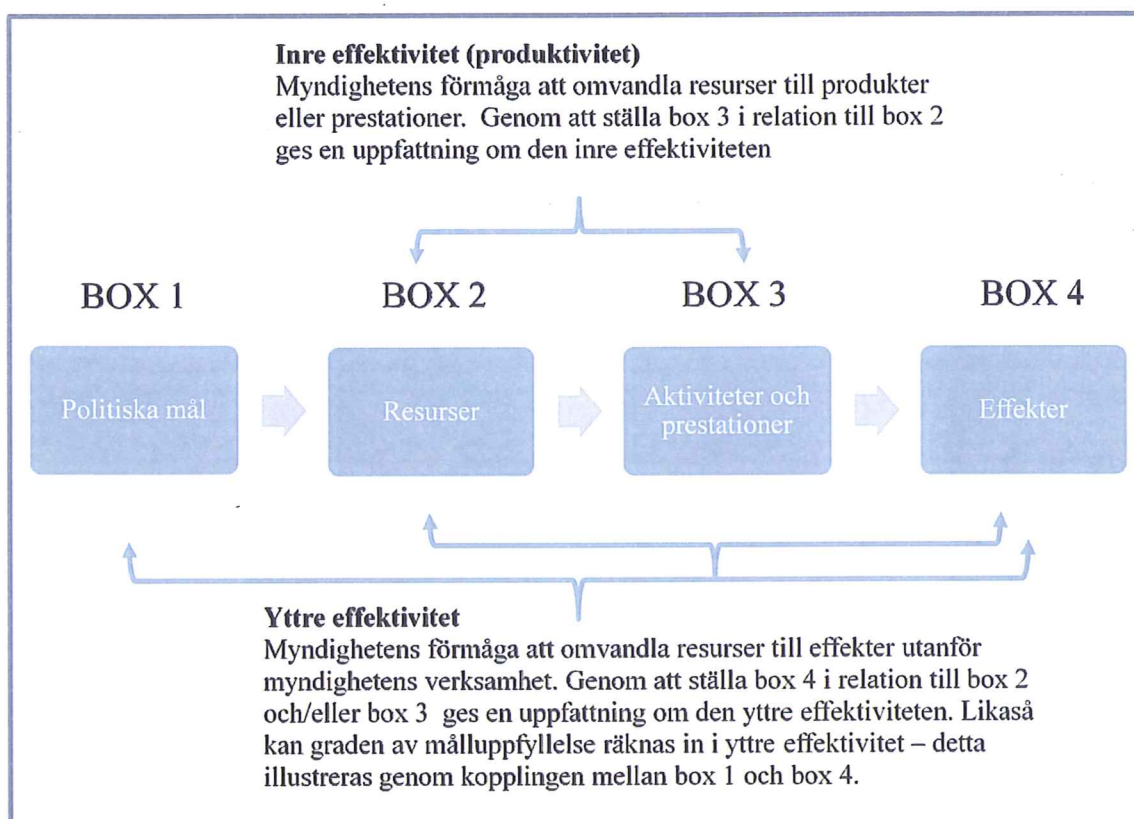 Inre effektivitet (produktivitet)
Myndighetens förmåga att omvandla resurser till produkter
eller prestationer. Genom att ställa box 3 i relation till box 2
ges en uppfattning om den inre effektiviteten
BOX 1
BOX 2
BOX 3
BOX 4
Politiska mål
Resurser
Aktiviteter och
prestationer
Effekter
Yttre effektivitet
Myndighetens förmåga att omvandla resurser till effekter utanför
myndighetens verksamhet. Genom att ställa box 4 i relation till box 2
och/eller box 3 ges en uppfattning om den yttre effektiviteten. Likaså
kan graden av målluppfyllelse räknas in i yttre effektivitet – detta
illustreras genom kopplingen mellan box 1 och box 4.